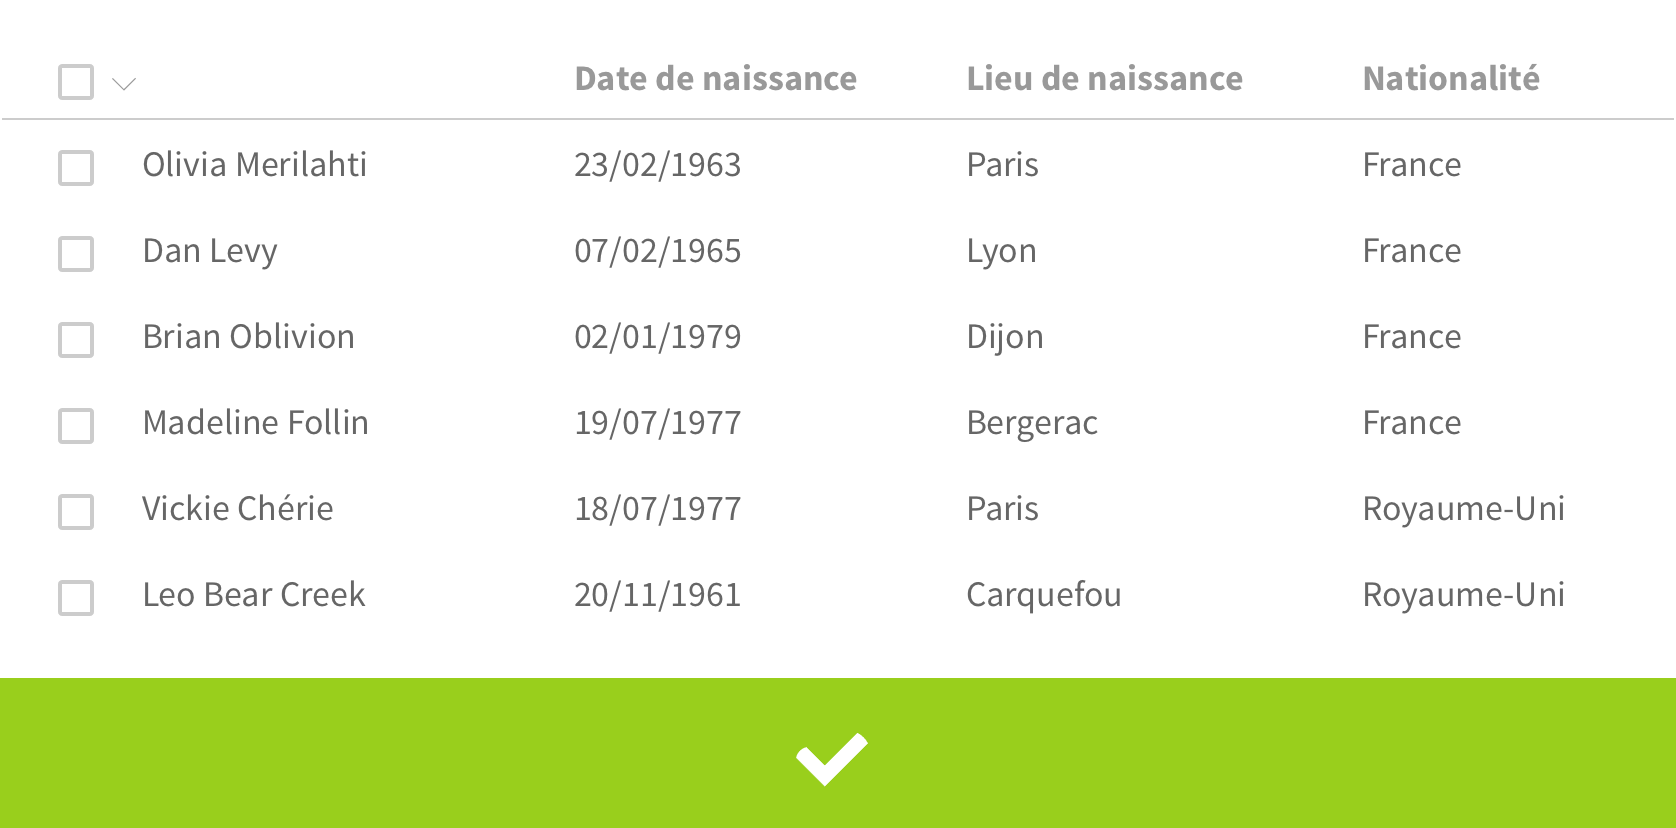 Date de naissance Lieu de naissance Nationalité
Olivia Merilahti 23/02/1963 Paris France
Dan Levy 07/02/1965 Lyon France
Brian Oblivion 02/01/1979 Dijon France
Madeline Follin 19/07/1977 Bergerac France
Vickie Chérie 18/07/1977 Paris Royaume-Uni
Leo Bear Creek 20/11/1961 Carquefou Royaume-Uni